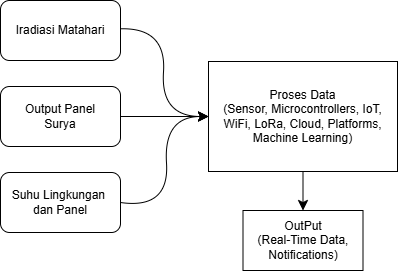 Iradiasi Matahari
Output Panel
Surya
Suhu Lingkungan
dan Panel
Proses Data
(Sensor, Microcontrollers, IoT,
WiFi, LoRa, Cloud, Platforms,
Machine Learning)
OutPut
(Real-Time Data,
Notifications)